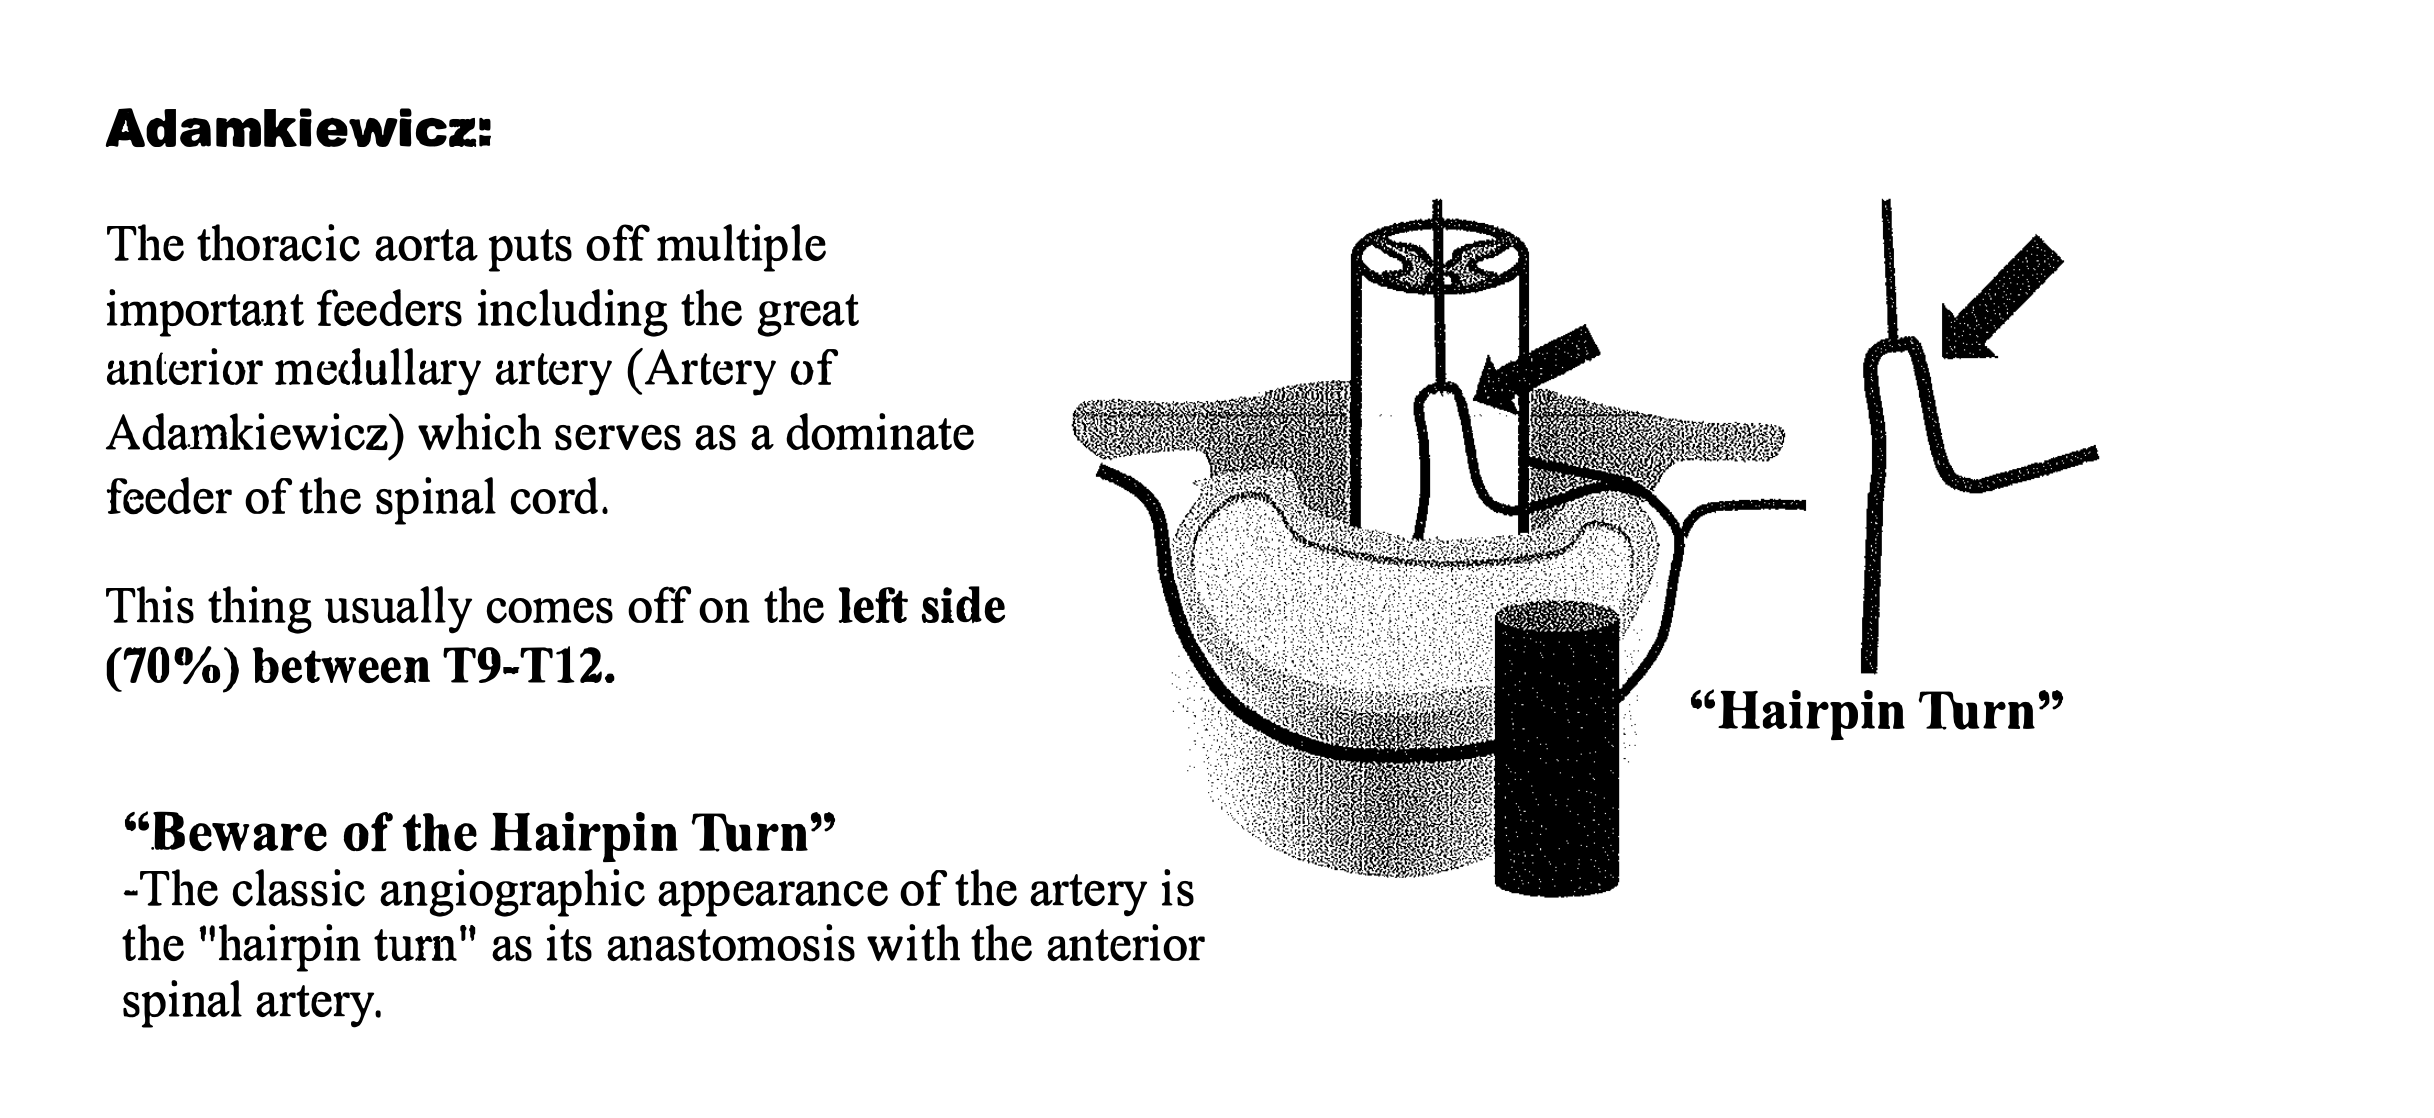 Adamkiewicz:
The thoracic aorta puts off multiple
important feeders including the great
anterior medullary artery (Artery of
Adamkiewicz) which serves as a dominate
feeder of the spinal cord.
This thing usually comes off on the left side
(70%) between T9-T12.
"Hairpin Turn"
“Beware of the Hairpin Turn”
-The classic angiographic appearance of the artery is
the "hairpin turn" as its anastomosis with the anterior
spinal artery.